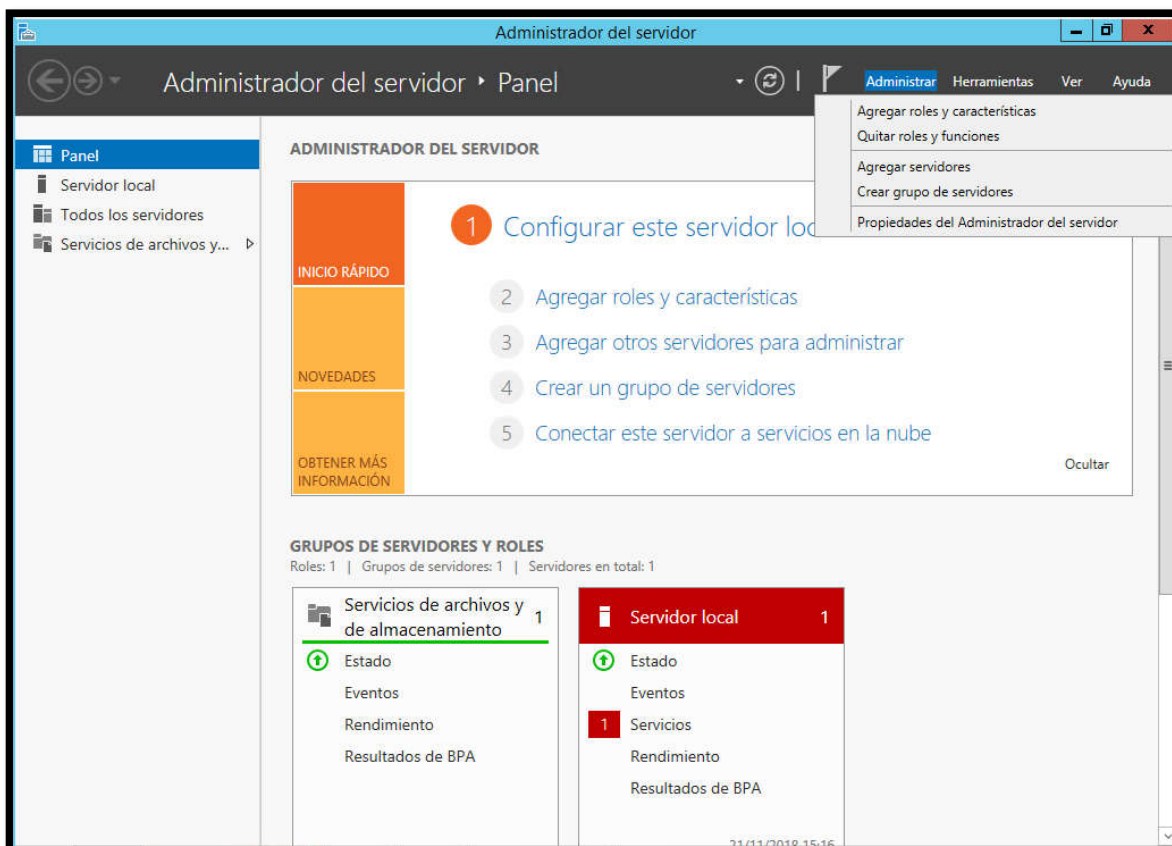 Administrador del servidor
Administrador del servidor ‣ Panel
Administrar Herramientas Ver Ayuda
Agregar roles y características
Quitar roles y funciones
Agregar servidores
Crear grupo de servidores
Propiedades del Administrador del servidor
Panel
Servidor local
Todos los servidores
Servicios de archivos y...
ADMINISTRADOR DEL SERVIDOR
INICIO RÁPIDO
NOVEDADES
OBTENER MÁS
INFORMACIÓN
1 Configurar este servidor
2 Agregar roles y características
3 Agregar otros servidores para administrar
4 Crear un grupo de servidores
5 Conectar este servidor a servicios en la nube
Ocultar
GRUPOS DE SERVIDORES Y ROLES
Roles: 1 | Grupos de servidores: 1 | Servidores en total: 1
Servicios de archivos y
de almacenamiento 1
Estado
Eventos
Rendimiento
Resultados de BPA
Servidor local 1
Estado
Eventos
1 Servicios
Rendimiento
Resultados de BPA
21/11/2018 15:16